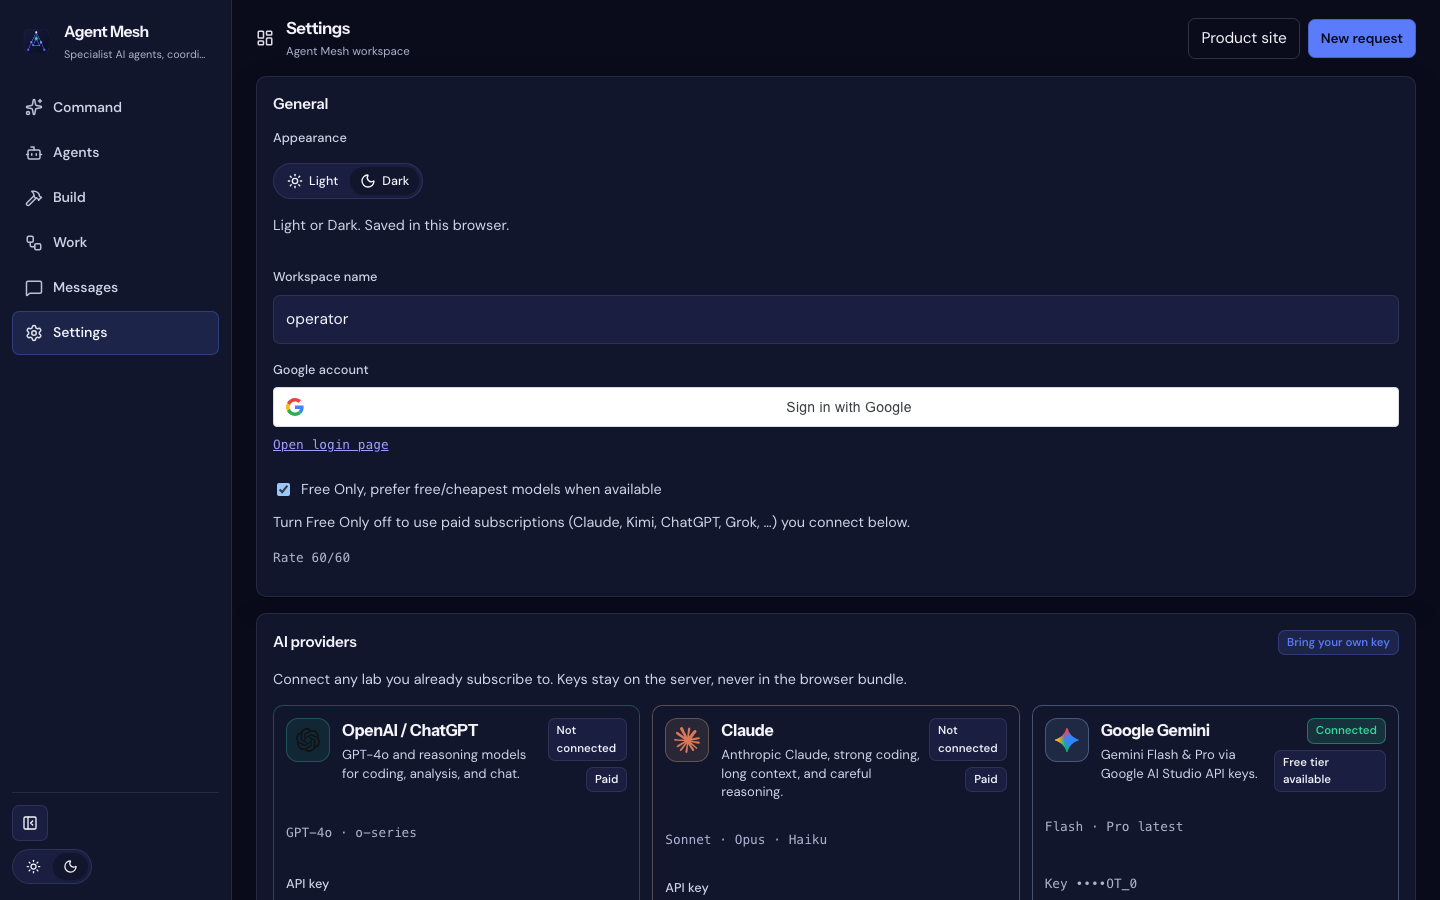 Agent Mesh
Specialist AI agents, coordi...
Command
Agents
Build
Work
Messages
Settings
Settings
Agent Mesh workspace
Product site
New request
General
Appearance
Light
Dark
Light or Dark. Saved in this browser.
Workspace name
operator
Google account
Sign in with Google
Open login page
Free Only, prefer free/cheapest models when available
Turn Free Only off to use paid subscriptions (Claude, Kimi, ChatGPT, Grok, …) you connect below.
Rate 60/60
AI providers
Bring your own key
Connect any lab you already subscribe to. Keys stay on the server, never in the browser bundle.
OpenAI / ChatGPT
GPT-4o and reasoning models
for coding, analysis, and chat.
Not
connected
Paid
GPT-4o · o-series
API key
Claude
Anthropic Claude, strong coding,
long context, and careful
reasoning.
Not
connected
Paid
Sonnet · Opus · Haiku
API key
Google Gemini
Gemini Flash & Pro via
Google AI Studio API keys.
Connected
Free tier
available
Flash · Pro latest
Key ••••OT_0